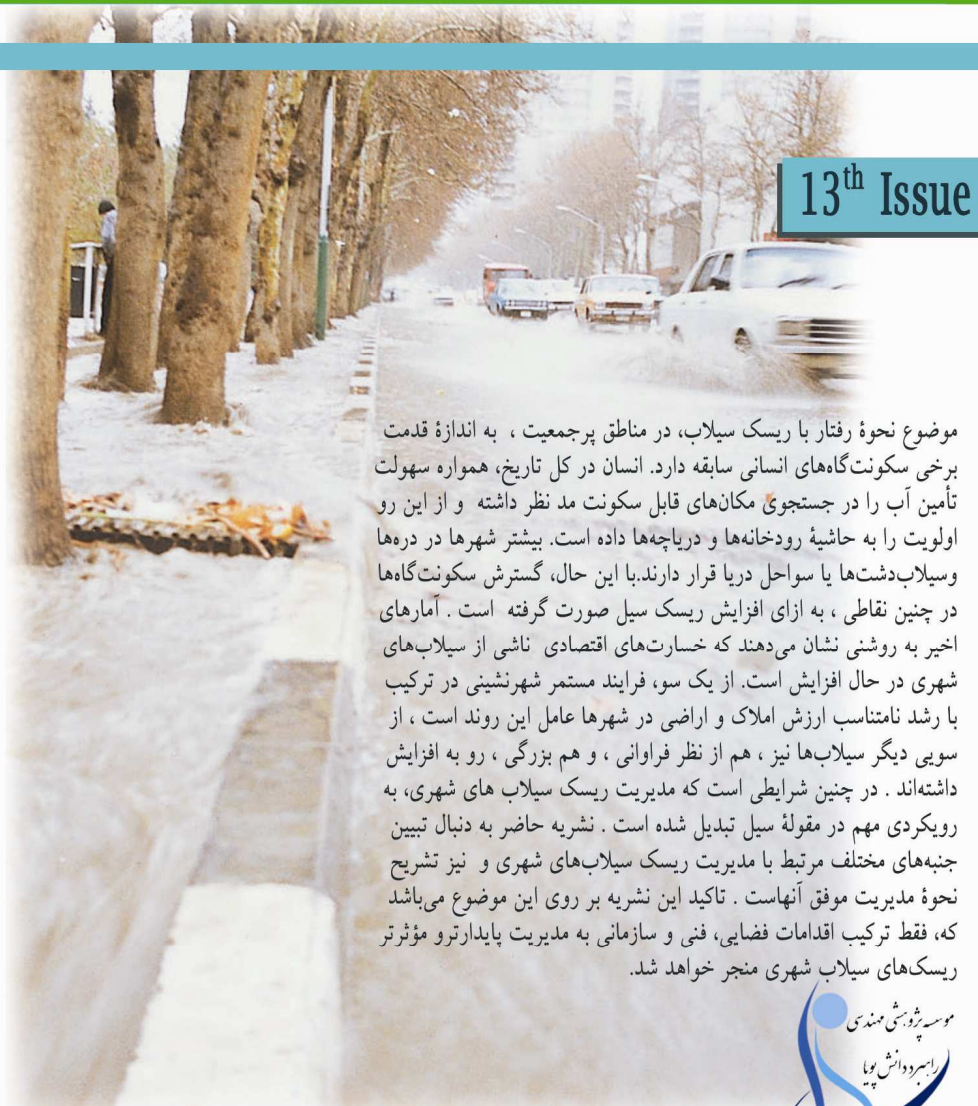 13th Issue
موضوع نحوۀ رفتار با ریسک سیلاب، در مناطق پرجمعیت ، به اندازۀ قدمت
برخی سکونت‌گاه‌های انسانی سابقه دارد. انسان در کل تاریخ، همواره سهولت
تأمین آب را در جستجوی مکان‌های قابل سکونت مد نظر داشته و از این رو
اولویت را به حاشیۀ رودخانه‌ها و دریاچه‌ها داده است. بیشتر شهرها در دره‌ها
وسیلاب‌دشت‌ها یا سواحل دریا قرار دارند.با این حال، گسترش سکونت‌گاه‌ها
در چنین نقاطی ، به ازای افزایش ریسک سیل صورت گرفته است . آمارهای
اخیر به روشنی نشان می‌دهند که خسارت‌های اقتصادی ناشی از سیلاب‌های
شهری در حال افزایش است. از یک سو، فرایند مستمر شهرنشینی در ترکیب
با رشد نامتناسب ارزش املاک و اراضی در شهرها عامل این روند است ، از
سویی دیگر سیلاب‌ها نیز ، هم از نظر فراوانی ، و هم بزرگی ، رو به افزایش
داشته‌اند . در چنین شرایطی است که مدیریت ریسک سیلاب های شهری، به
رویکردی مهم در مقولۀ سیل تبدیل شده است . نشریه حاضر به دنبال تبیین
جنبه‌های مختلف مرتبط با مدیریت ریسک سیلاب‌های شهری و نیز تشریح
نحوۀ مدیریت موفق آنهاست . تاکید این نشریه بر روی این موضوع می‌باشد
که، فقط ترکیب اقدامات فضایی، فنی و سازمانی به مدیریت پایدارترو مؤثرتر
ریسک‌های سیلاب شهری منجر خواهد شد.
موسسه پژوهشی مهندسی
راهبرد دانش پویا